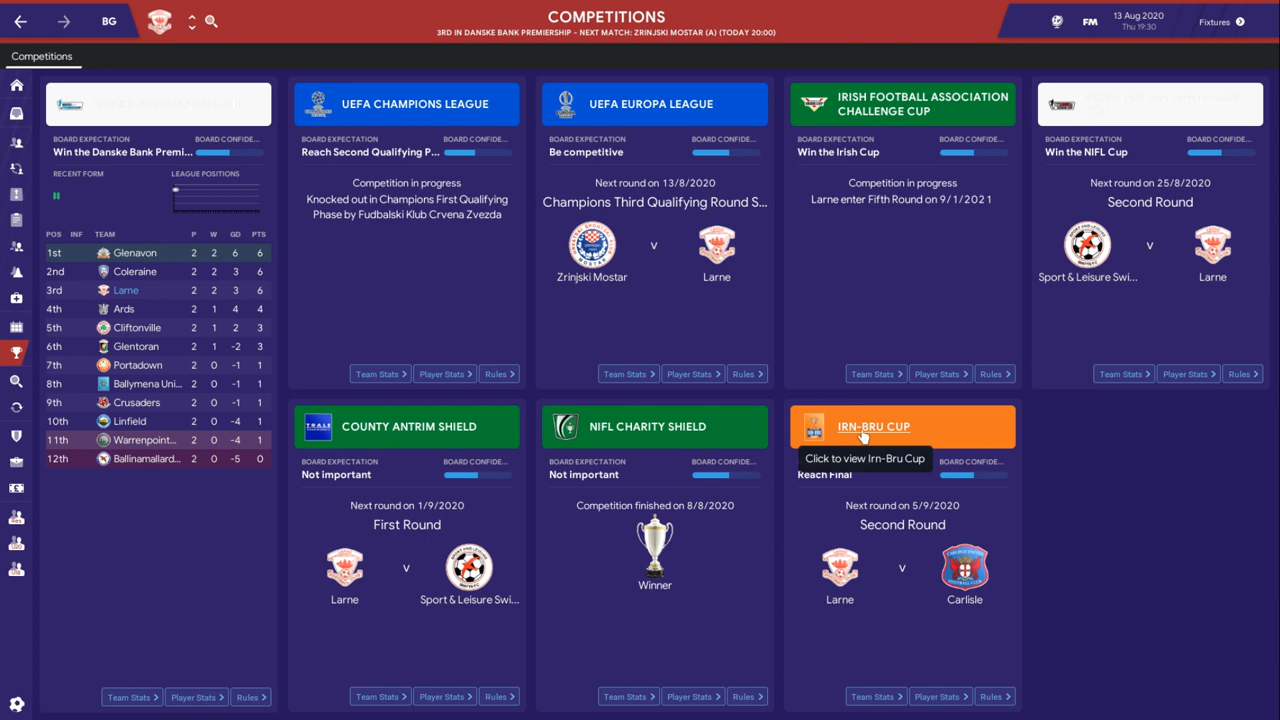 BG
COMPETITIONS
3RD IN DANSKE BANK PREMIERSHIP - NEXT MATCH: ZRINJSKI MOSTAR (A) (TODAY 20:00)
FM
13 Aug 2020
Thu 19:30
Fixtures
Competitions
BOARD EXPECTATION
BOARD CONFIDE...
Win the Danske Bank Premi...
RECENT FORM
LEAGUE POSITIONS
POS INF TEAM P W GD PTS
1st Glenavon 2 2 6 6
2nd Coleraine 2 2 3 6
3rd Larne 2 2 3 6
4th Ards 2 1 4 4
5th Cliftonville 2 1 2 3
6th Glentoran 2 1 -2 3
7th Portadown 2 0 -1 1
8th Ballymena Uni... 2 0 -1 1
9th Crusaders 2 0 -1 1
10th Linfield 2 0 -4 1
11th Warrenpoint... 2 0 -4 1
12th Ballinamallard... 2 0 -5 0
Team Stats Player Stats Rules
UEFA CHAMPIONS LEAGUE
BOARD EXPECTATION
BOARD CONFIDE...
Reach Second Qualifying P...
Competition in progress
Knocked out in Champions First Qualifying
Phase by Fudbalski Klub Crvena Zvezda
Team Stats Player Stats Rules
UEFA EUROPA LEAGUE
BOARD EXPECTATION
BOARD CONFIDE...
Be competitive
Next round on 13/8/2020
Champions Third Qualifying Round S...
v
Zrinjski Mostar
Larne
Team Stats Player Stats Rules
IRISH FOOTBALL ASSOCIATION
CHALLENGE CUP
BOARD EXPECTATION
BOARD CONFIDE...
Win the Irish Cup
Competition in progress
Larne enter Fifth Round on 9/1/2021
Team Stats Player Stats Rules
BOARD EXPECTATION
BOARD CONFIDE...
Win the NIFL Cup
Next round on 25/8/2020
Second Round
v
Sport & Leisure Swi...
Larne
Team Stats Player Stats Rules
COUNTY ANTRIM SHIELD
BOARD EXPECTATION
BOARD CONFIDE...
Not important
Next round on 1/9/2020
First Round
v
Larne
Sport & Leisure Swi...
Team Stats Player Stats Rules
NIFL CHARITY SHIELD
BOARD EXPECTATION
BOARD CONFIDE...
Not important
Competition finished on 8/8/2020
Winner
Team Stats Player Stats Rules
IRN-BRU CUP
Click to view Irn-Bru Cup
BOARD CONFIDE...
Reach Final
Next round on 5/9/2020
Second Round
v
Larne
Carlisle
Team Stats Player Stats Rules